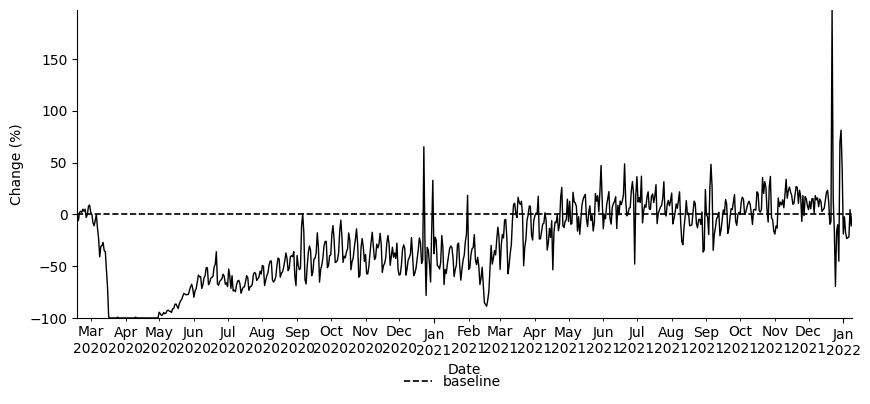 Change (%)
150
100
50
0
−50
−100
Mar Apr May Jun Jul Aug Sep Oct Nov Dec Jan Feb Mar Apr May Jun Jul Aug Sep Oct Nov Dec Jan
2020 2020 2020 2020 2020 2020 2020 2020 2020 2020 2021 2021 2021 2021 2021 2021 2021 2021 2021 2021 2021 2021 2022
Date
baseline